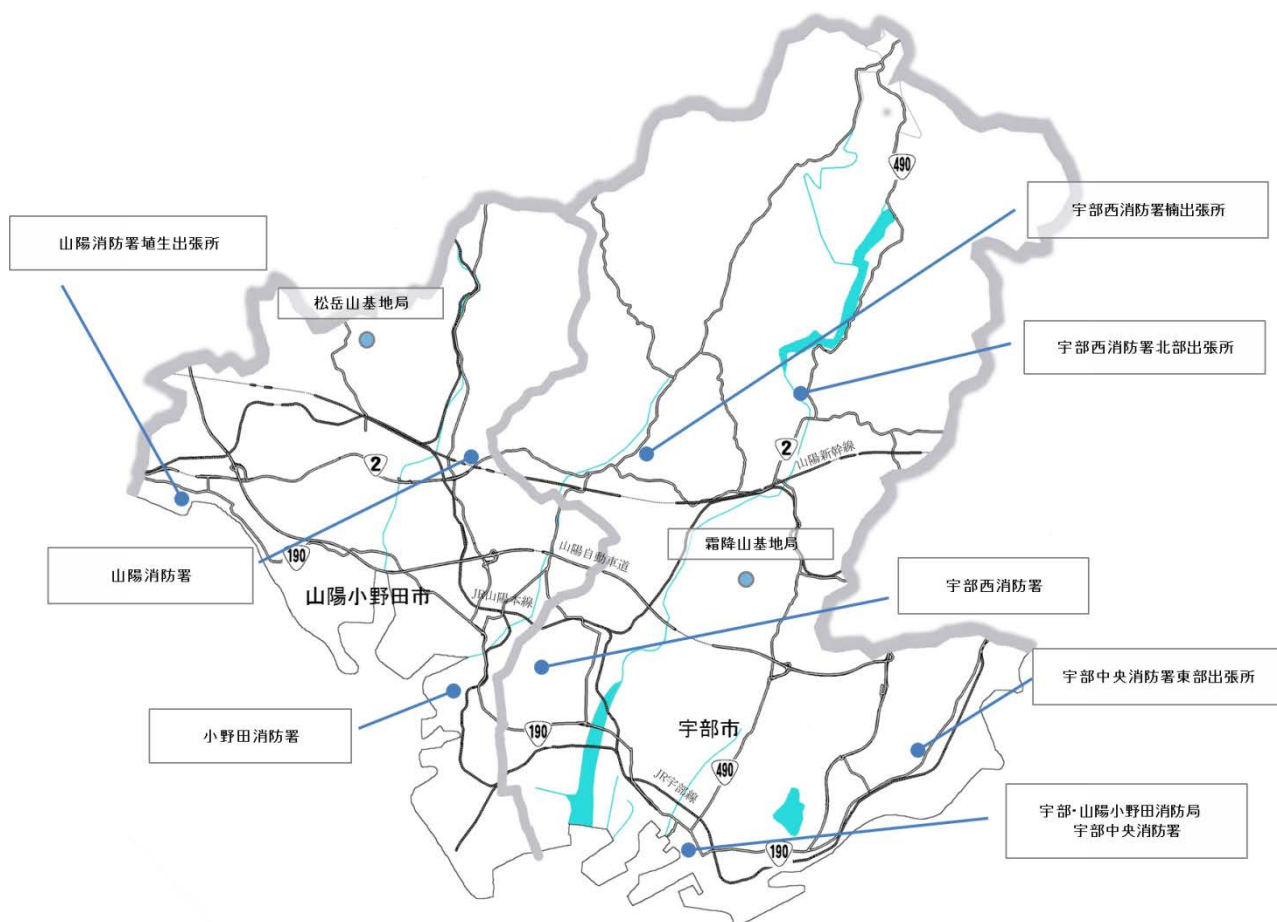 490
宇部西消防署楠出張所
山陽消防署埴生出張所
松岳山基地局
宇部西消防署北部出張所
2
2
山陽新幹線
霜降山基地局
190
山陽自動車道
山陽消防署
宇部西消防署
山陽小野田市
JR山陽本線
宇部中央消防署東部出張所
小野田消防署
190
宇部市
490
JR宇部線
宇部・山陽小野田消防局
宇部中央消防署
190